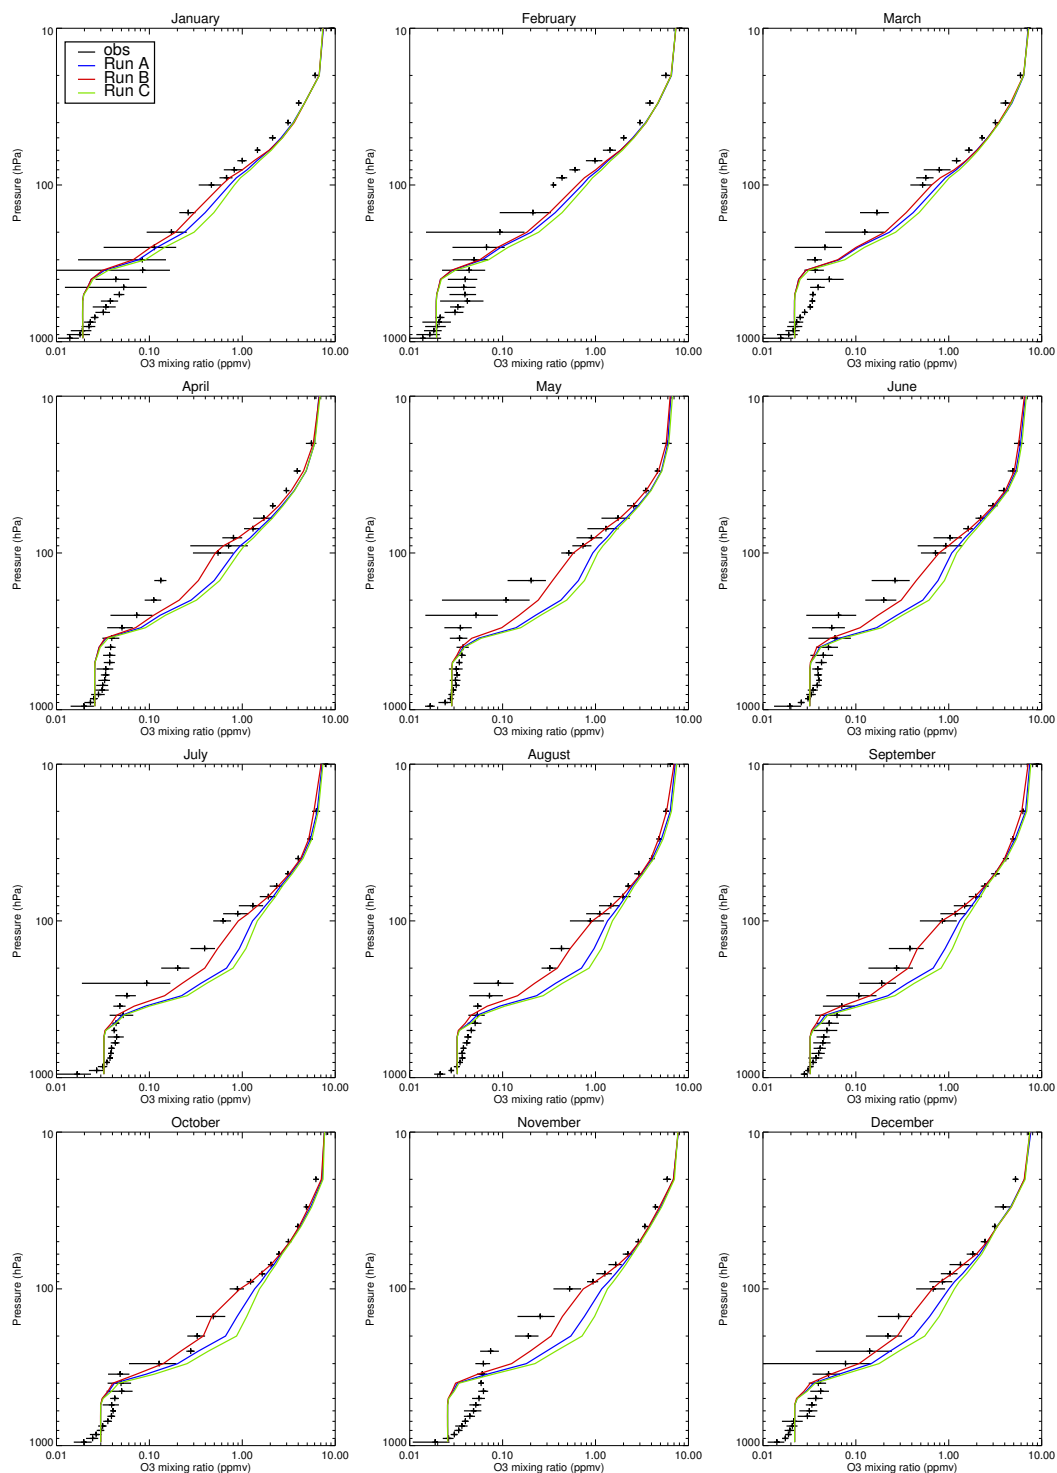 January
10
100
1000
Pressure (hPa)
obs
Run A
Run B
Run C
0.01 0.10 1.00 10.00
O3 mixing ratio (ppmv)
February
10
100
1000
Pressure (hPa)
0.01 0.10 1.00 10.00
O3 mixing ratio (ppmv)
March
10
100
1000
Pressure (hPa)
0.01 0.10 1.00 10.00
O3 mixing ratio (ppmv)
April
10
100
1000
Pressure (hPa)
0.01 0.10 1.00 10.00
O3 mixing ratio (ppmv)
May
10
100
1000
Pressure (hPa)
0.01 0.10 1.00 10.00
O3 mixing ratio (ppmv)
June
10
100
1000
Pressure (hPa)
0.01 0.10 1.00 10.00
O3 mixing ratio (ppmv)
July
10
100
1000
Pressure (hPa)
0.01 0.10 1.00 10.00
O3 mixing ratio (ppmv)
August
10
100
1000
Pressure (hPa)
0.01 0.10 1.00 10.00
O3 mixing ratio (ppmv)
September
10
100
1000
Pressure (hPa)
0.01 0.10 1.00 10.00
O3 mixing ratio (ppmv)
October
10
100
1000
Pressure (hPa)
0.01 0.10 1.00 10.00
O3 mixing ratio (ppmv)
November
10
100
1000
Pressure (hPa)
0.01 0.10 1.00 10.00
O3 mixing ratio (ppmv)
December
10
100
1000
Pressure (hPa)
0.01 0.10 1.00 10.00
O3 mixing ratio (ppmv)